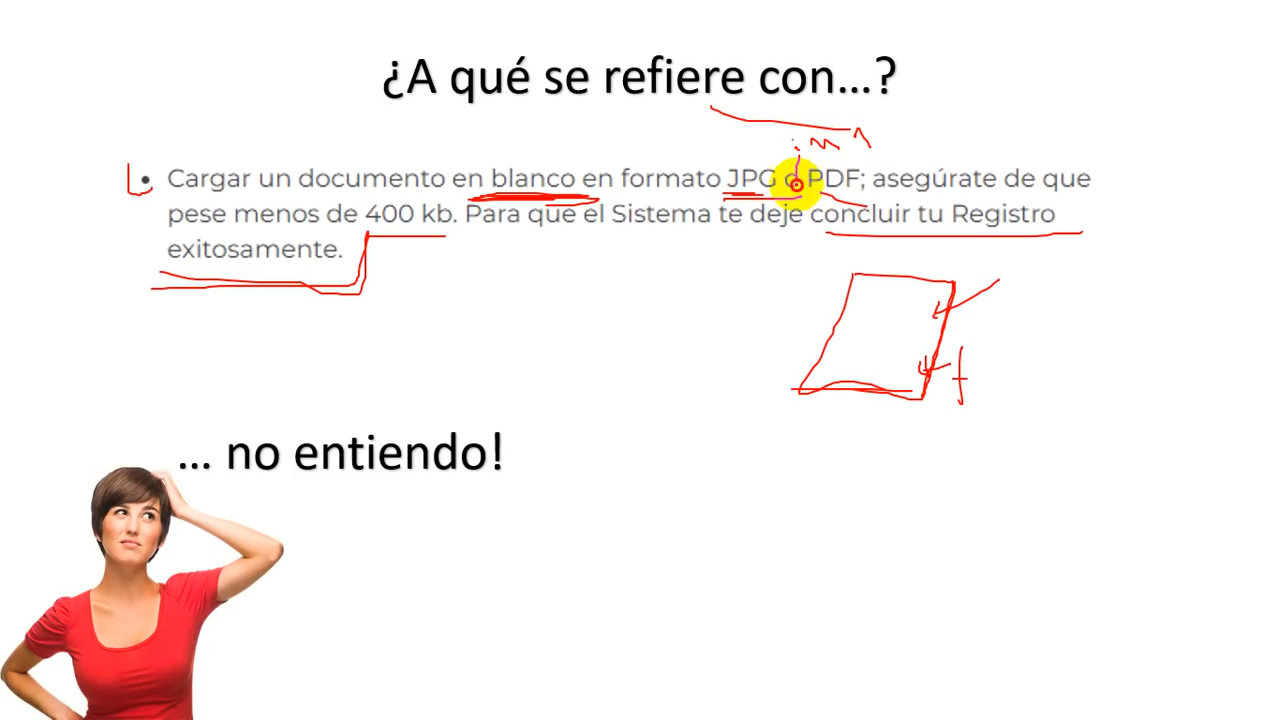 ¿A qué se refiere con...?
• Cargar un documento en blanco en formato JPG o PDF; asegúrate de que
pese menos de 400 kb. Para que el Sistema te deje concluir tu Registro
exitosamente.
... no entiendo!